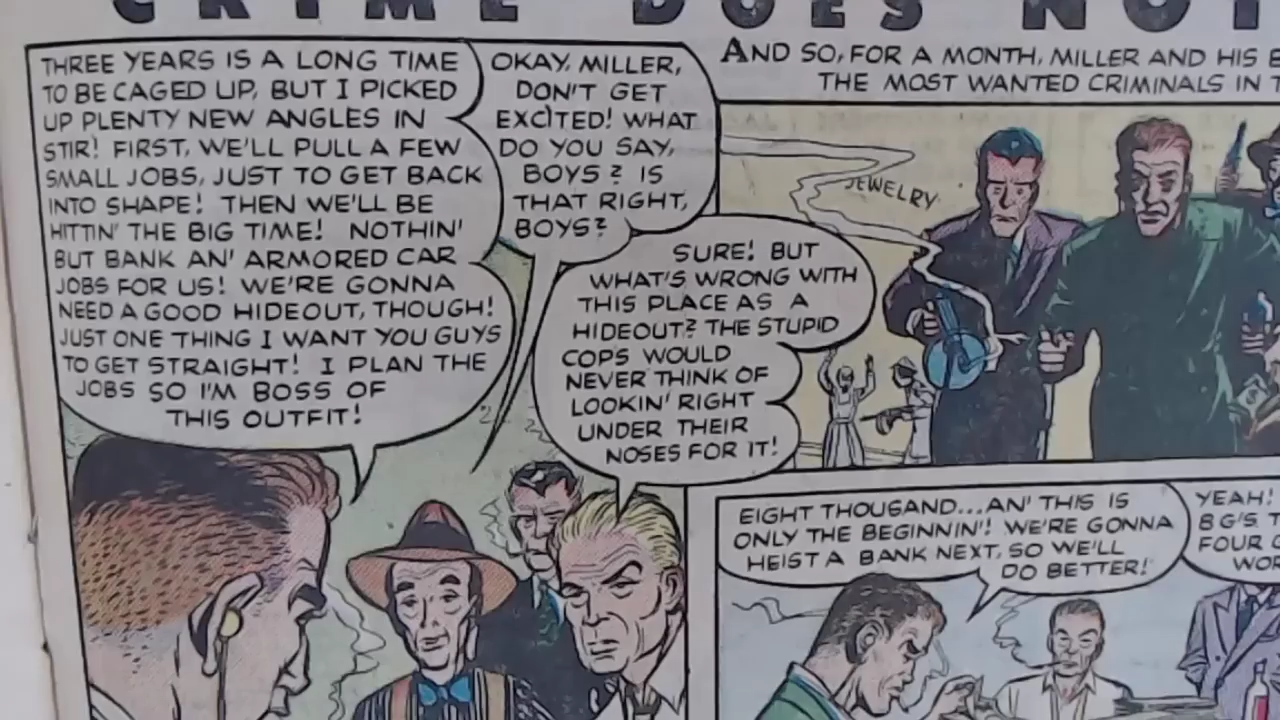 CRIME DOES NOT
THREE YEARS IS A LONG TIME
TO BE CAGED UP, BUT I PICKED
UP PLENTY NEW ANGLES IN
STIR! FIRST, WE'LL PULL A FEW
SMALL JOBS, JUST TO GET BACK
INTO SHAPE! THEN WE'LL BE
HITTIN' THE BIG TIME! NOTHIN'
BUT BANK AN' ARMORED CAR
JOBS FOR US! WE'RE GONNA
NEED A GOOD HIDEOUT, THOUGH!
JUST ONE THING I WANT YOU GUYS
TO GET STRAIGHT! I PLAN THE
JOBS SO I'M BOSS OF
THIS OUTFIT!
OKAY, MILLER,
DON'T GET
EXCITED! WHAT
DO YOU SAY,
BOYS? IS
THAT RIGHT,
BOYS?
SURE! BUT
WHAT'S WRONG WITH
THIS PLACE AS A
HIDEOUT? THE STUPID
COPS WOULD
NEVER THINK OF
LOOKIN' RIGHT
UNDER THEIR
NOSES FOR IT!
AND SO, FOR A MONTH, MILLER AND HIS
THE MOST WANTED CRIMINALS IN
JEWELRY
EIGHT THOUSAND...AN' THIS IS
ONLY THE BEGINNIN'! WE'RE GONNA
HEIST A BANK NEXT, SO WE'LL
DO BETTER!
YEAH!
8 G'S
FOUR